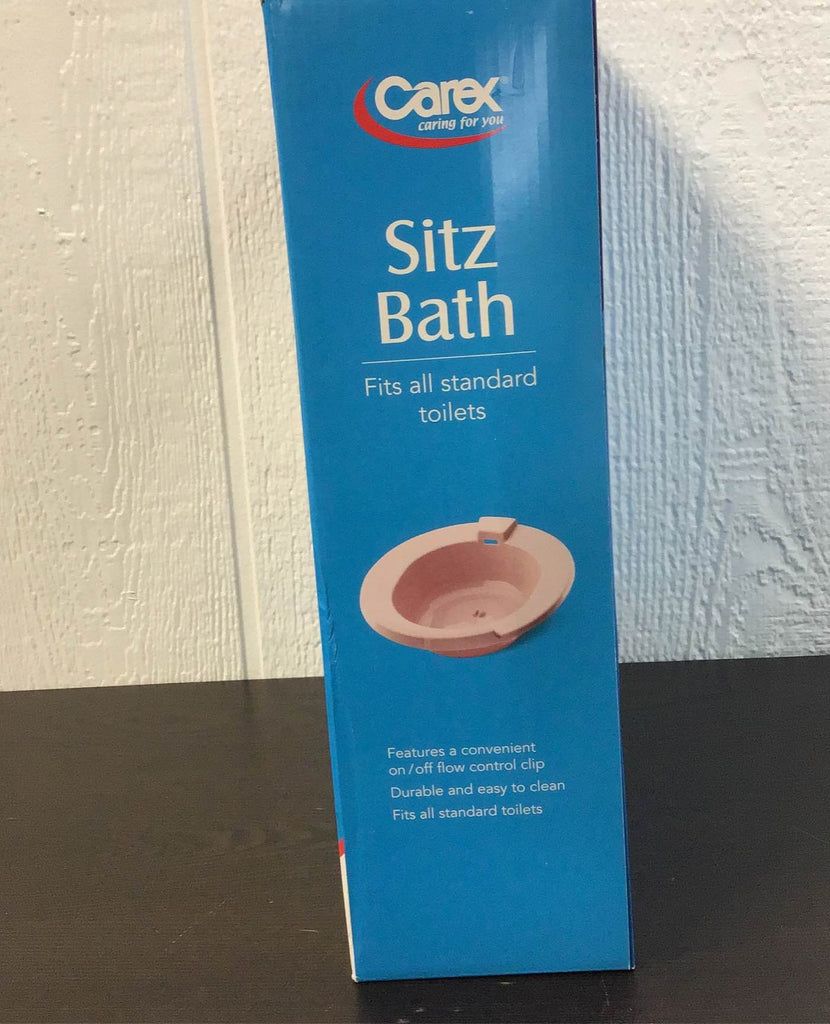 Carex
caring for you
Sitz
Bath
Fits all standard
toilets
Features a convenient
on/off flow control clip
Durable and easy to clean
Fits all standard toilets